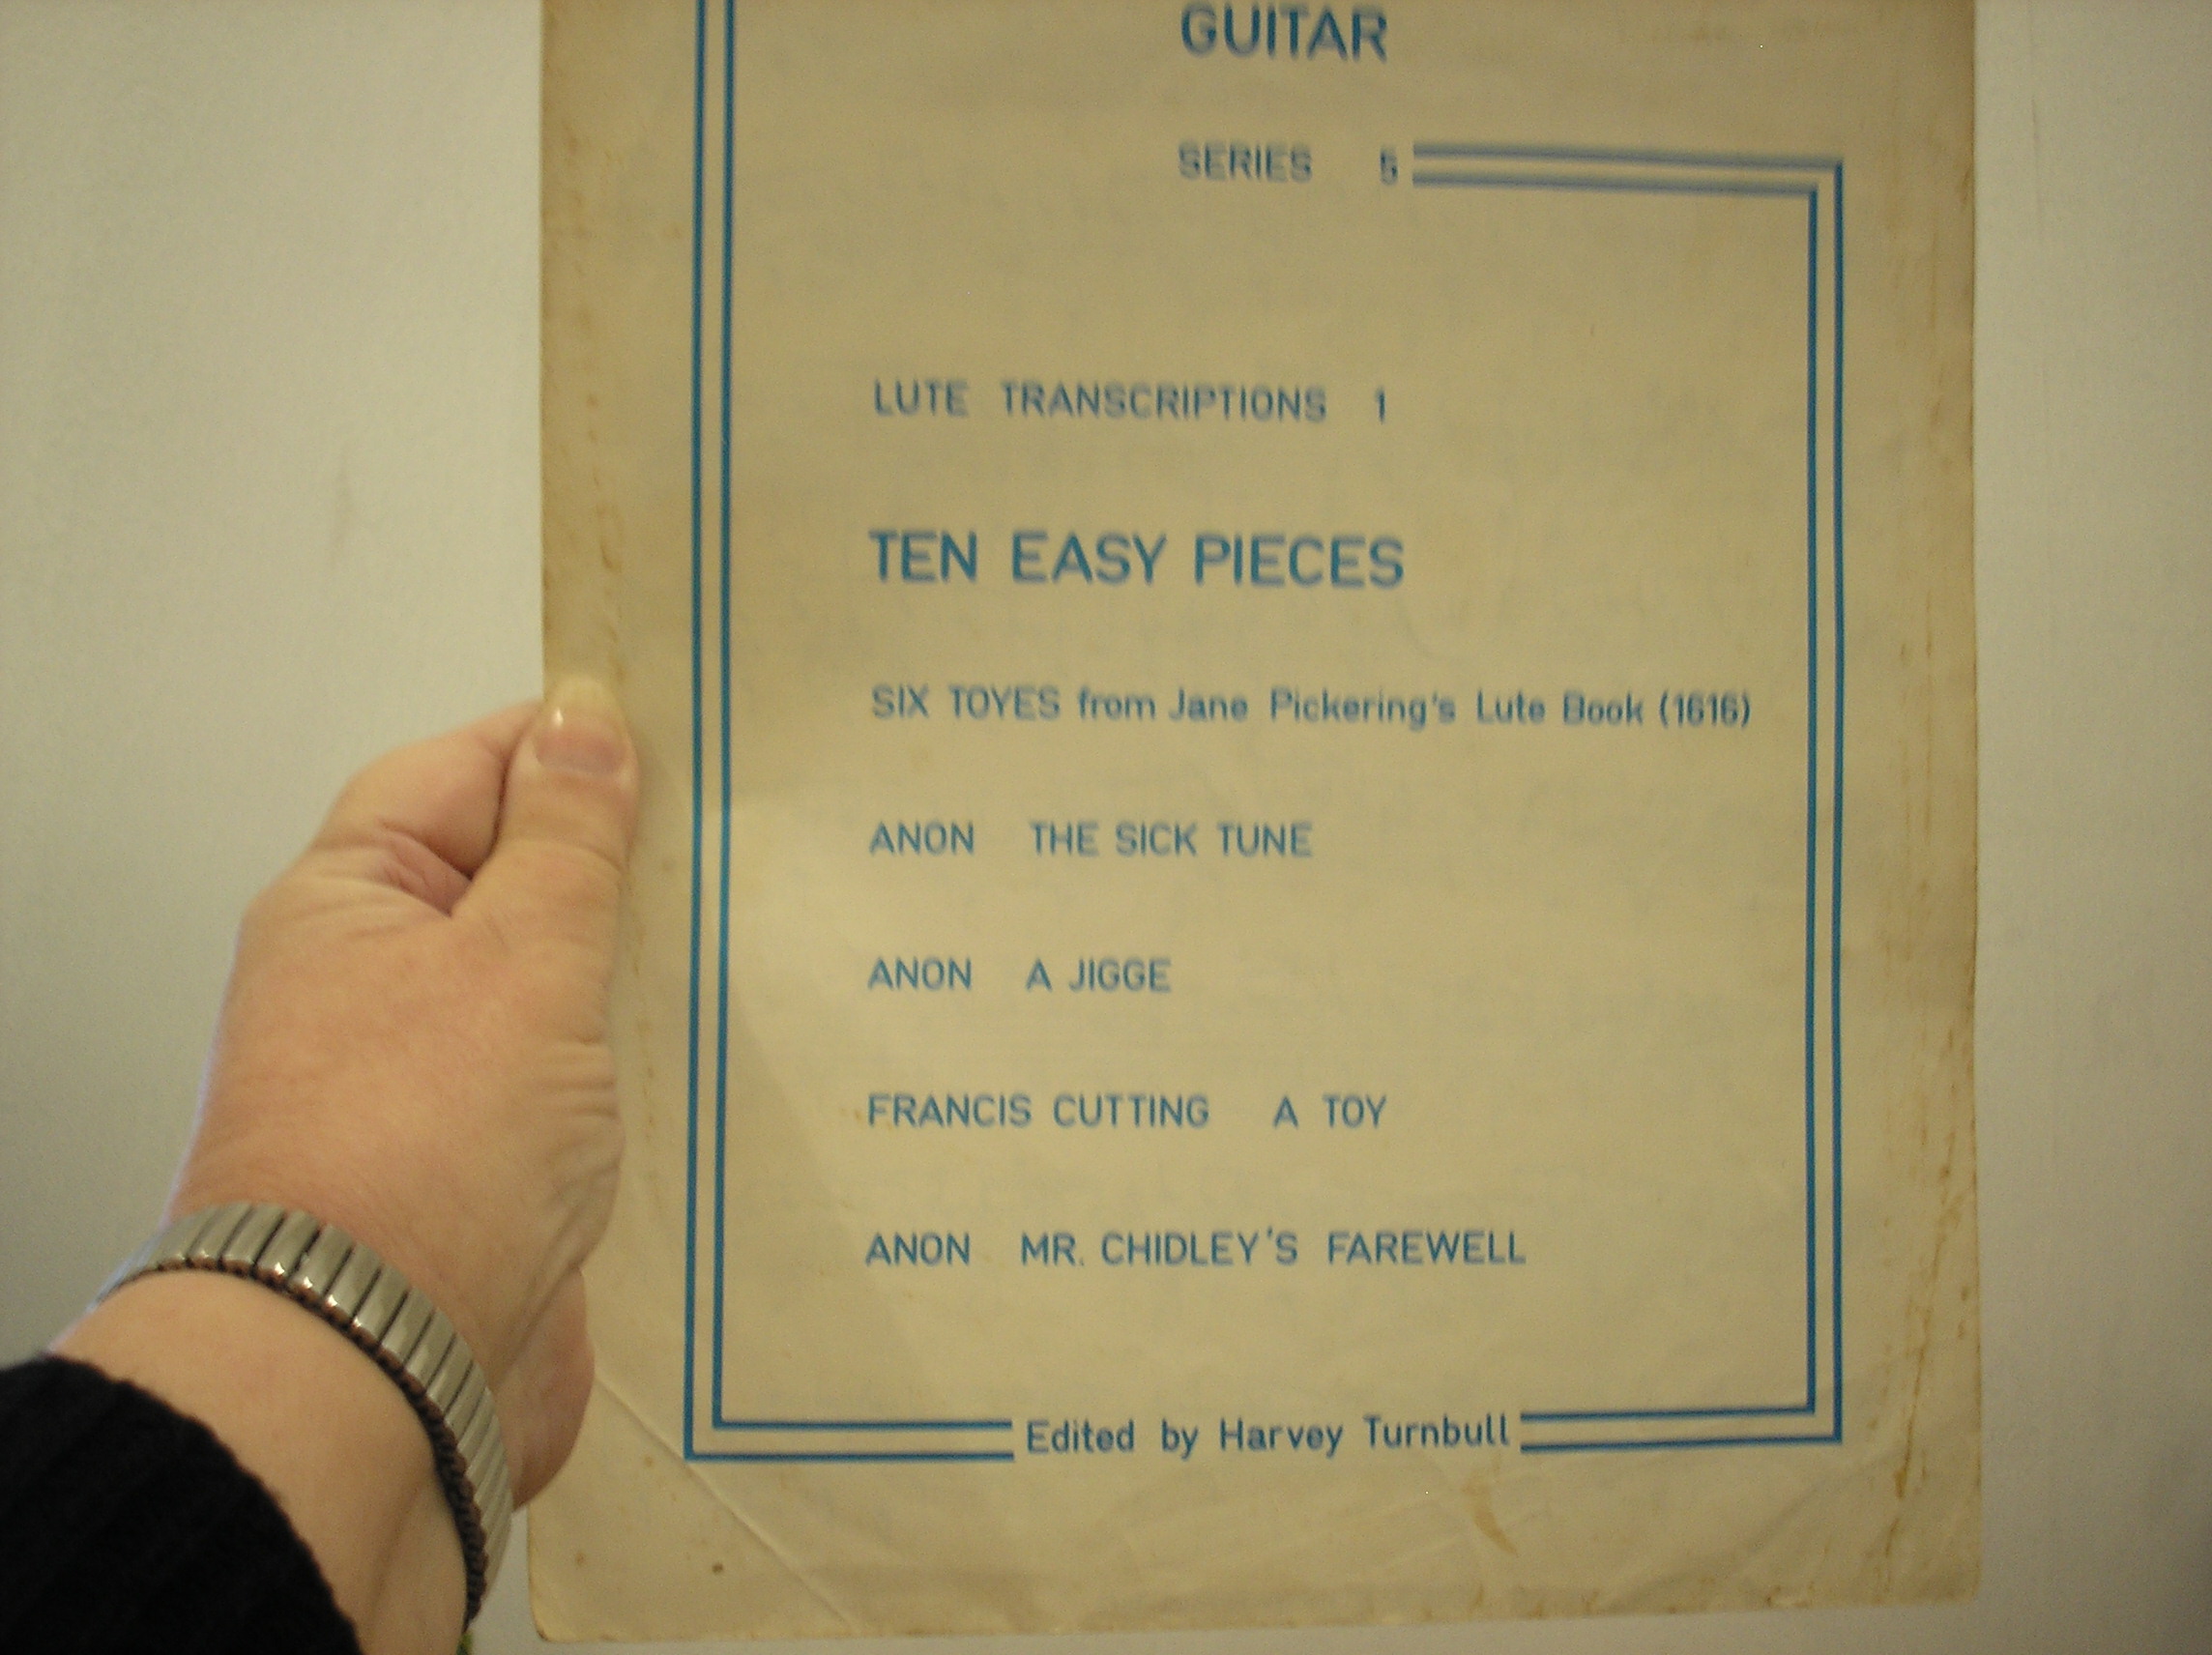 GUITAR
SERIES 5
LUTE TRANSCRIPTIONS 1
TEN EASY PIECES
SIX TOYES from Jane Pickering's Lute Book (1616)
ANON THE SICK TUNE
ANON A JIGGE
FRANCIS CUTTING A TOY
ANON MR. CHIDLEY'S FAREWELL
Edited by Harvey Turnbull